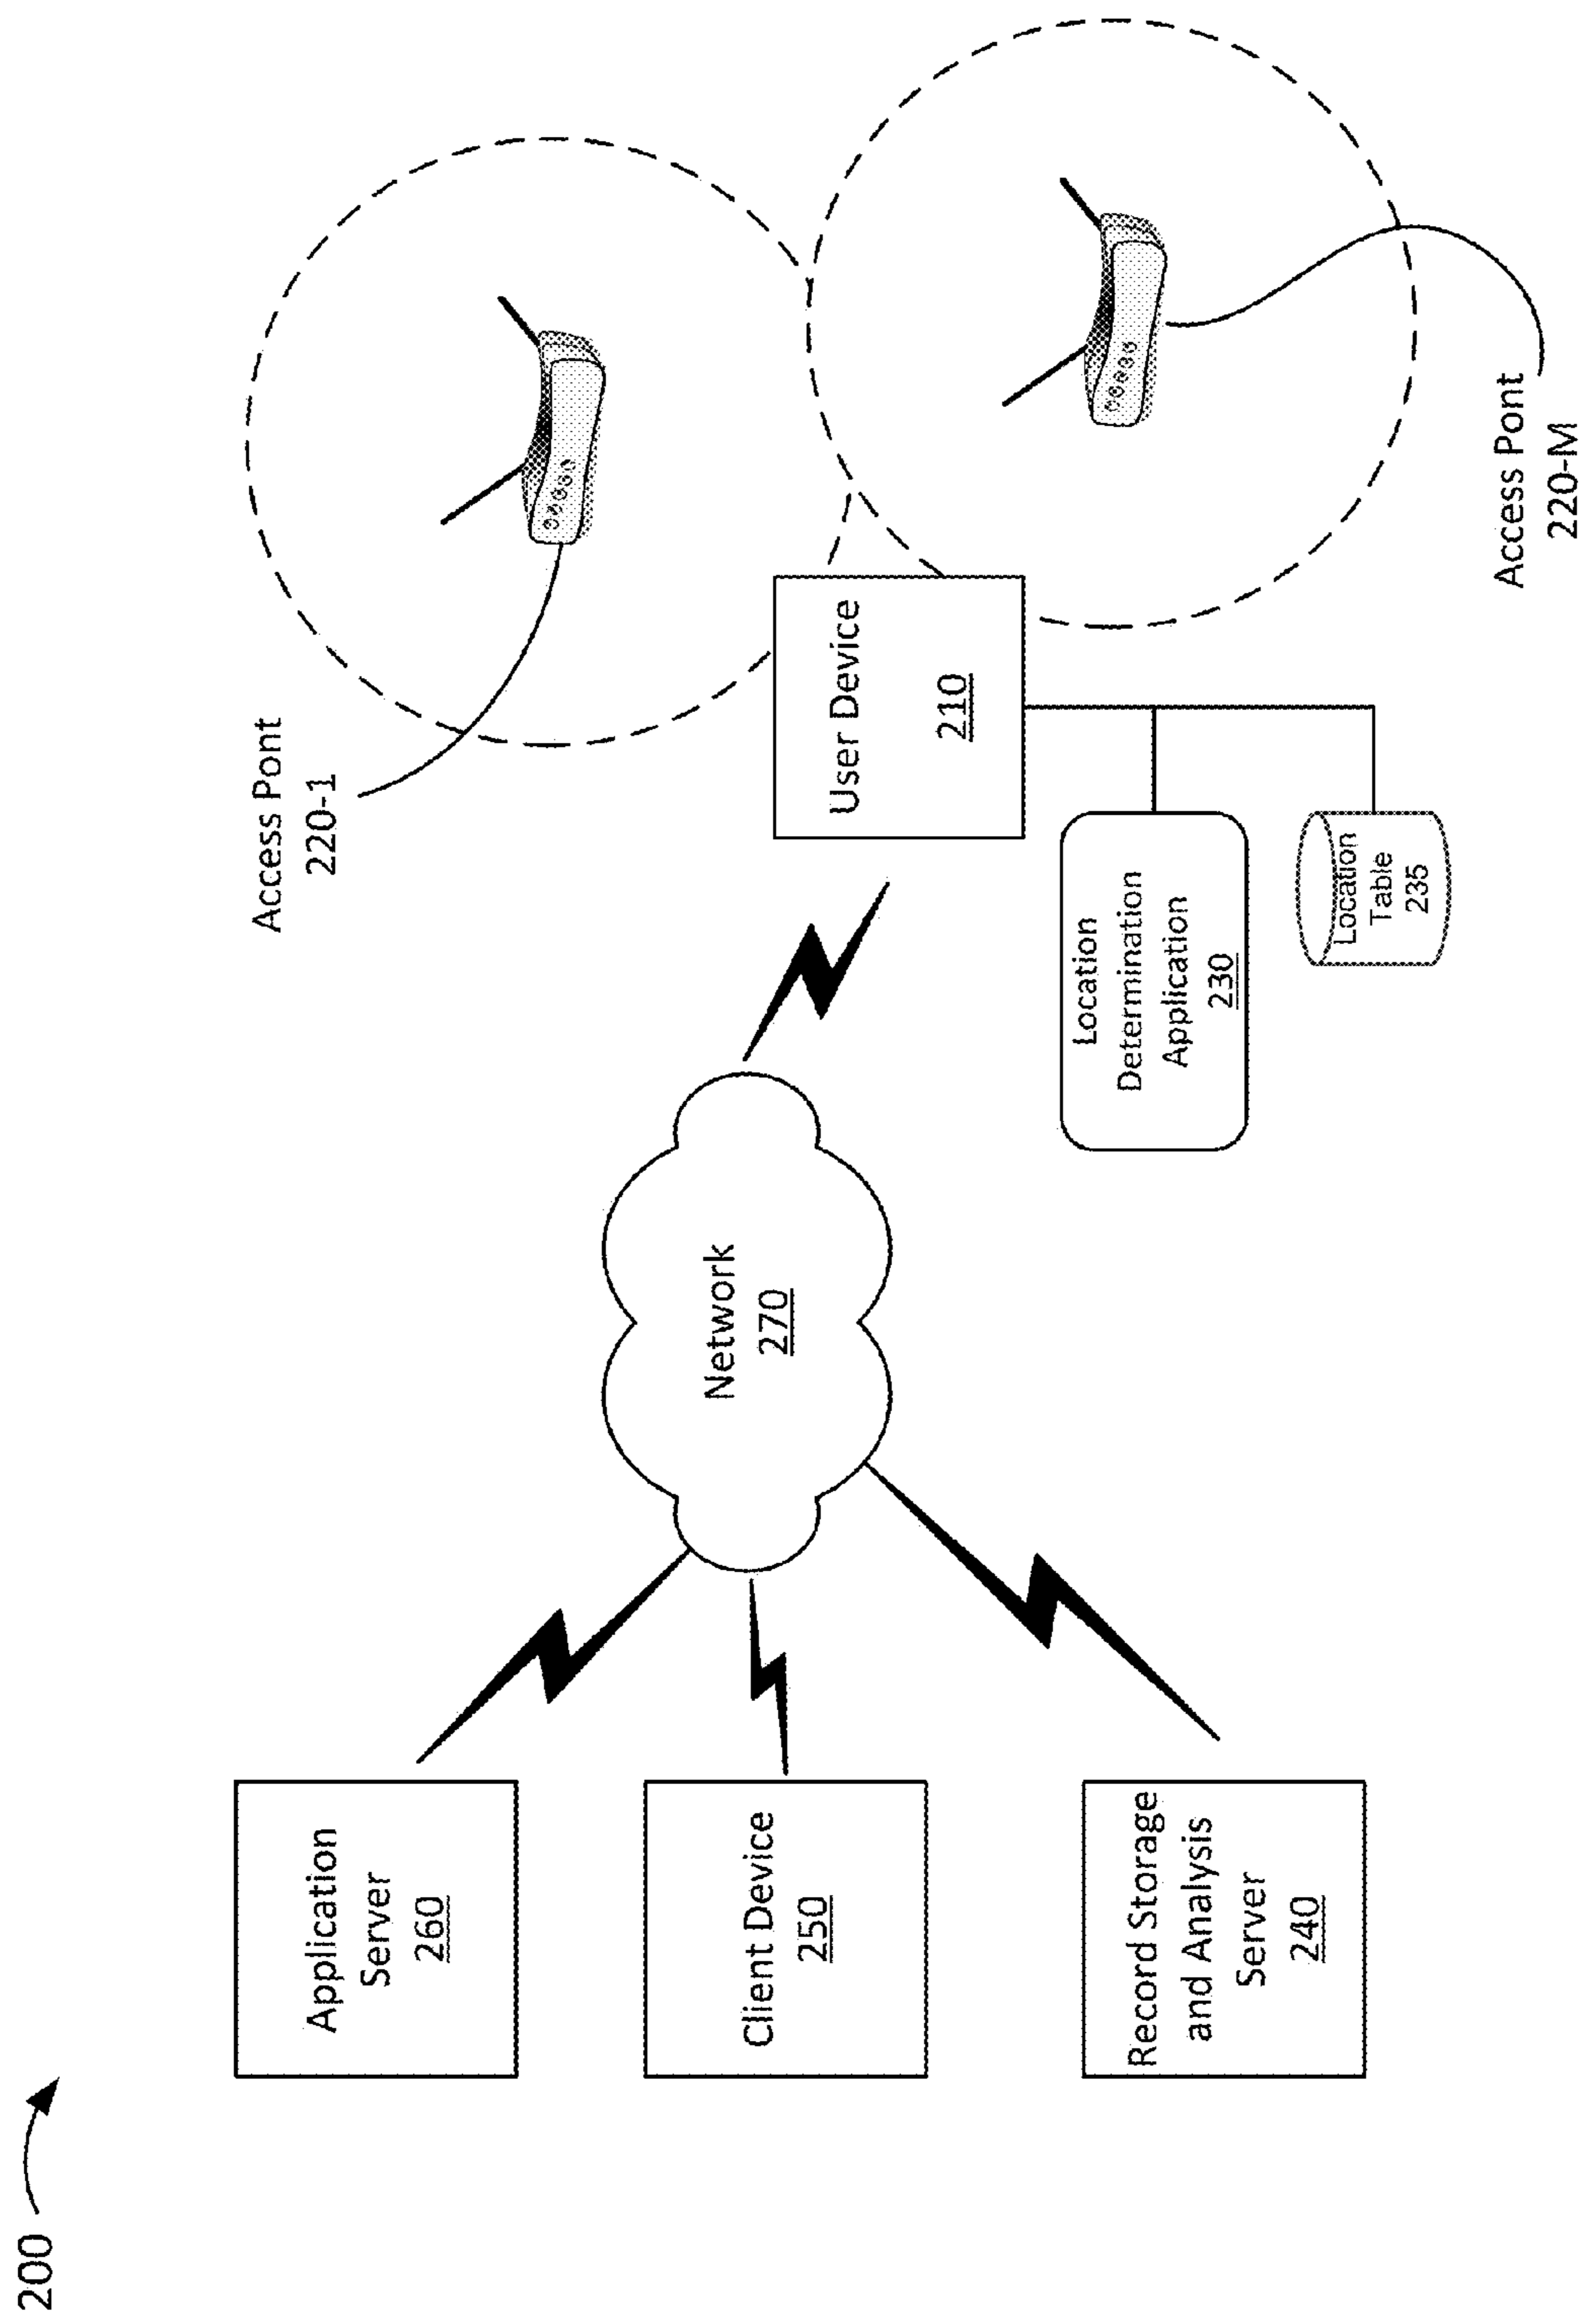 200
Application
Server
260
Client Device
250
Record Storage
and Analysis
Server
240
Network
270
Access Pont
220-1
User Device
210
Location
Determination
Application
230
Location
Table
235
Access Pont
220-M